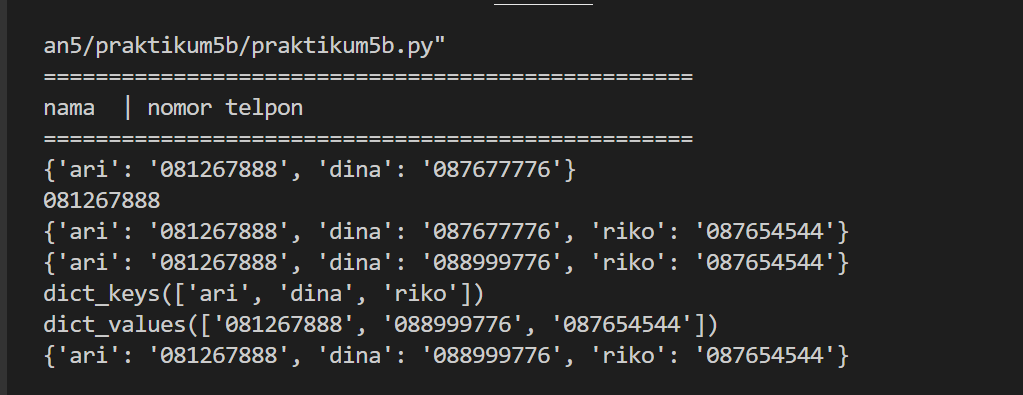 an5/praktikum5b/praktikum5b.py"
==================================================
nama  | nomor telpon
==================================================
{'ari': '081267888', 'dina': '087677776'}
081267888
{'ari': '081267888', 'dina': '087677776', 'riko': '087654544'}
{'ari': '081267888', 'dina': '088999776', 'riko': '087654544'}
dict_keys(['ari', 'dina', 'riko'])
dict_values(['081267888', '088999776', '087654544'])
{'ari': '081267888', 'dina': '088999776', 'riko': '087654544'}